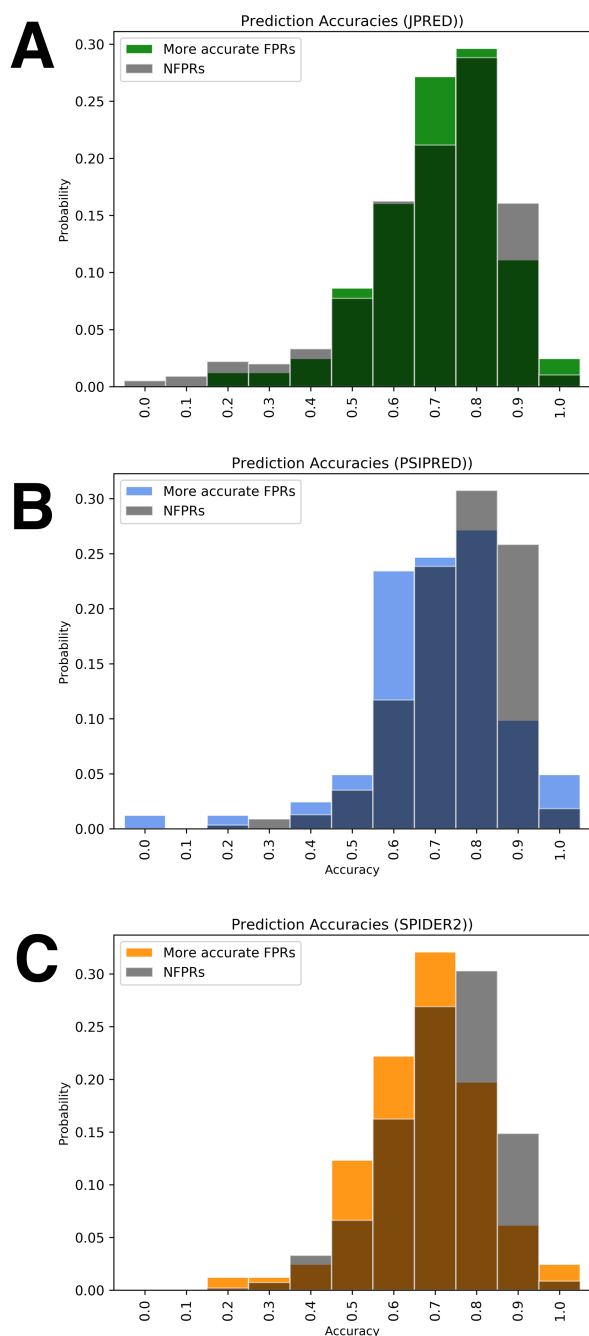 A
Prediction Accuracies (JPRED))
More accurate FPRs
NFPRs
Probability
0.30
0.25
0.20
0.15
0.10
0.05
0.00
0.0 0.1 0.2 0.3 0.4 0.5 0.6 0.7 0.8 0.9 1.0
B
Prediction Accuracies (PSIPRED))
More accurate FPRs
NFPRs
Probability
0.30
0.25
0.20
0.15
0.10
0.05
0.00
0.0 0.1 0.2 0.3 0.4 0.5 0.6 0.7 0.8 0.9 1.0
Accuracy
C
Prediction Accuracies (SPIDER2))
More accurate FPRs
NFPRs
Probability
0.30
0.25
0.20
0.15
0.10
0.05
0.00
0.0 0.1 0.2 0.3 0.4 0.5 0.6 0.7 0.8 0.9 1.0
Accuracy